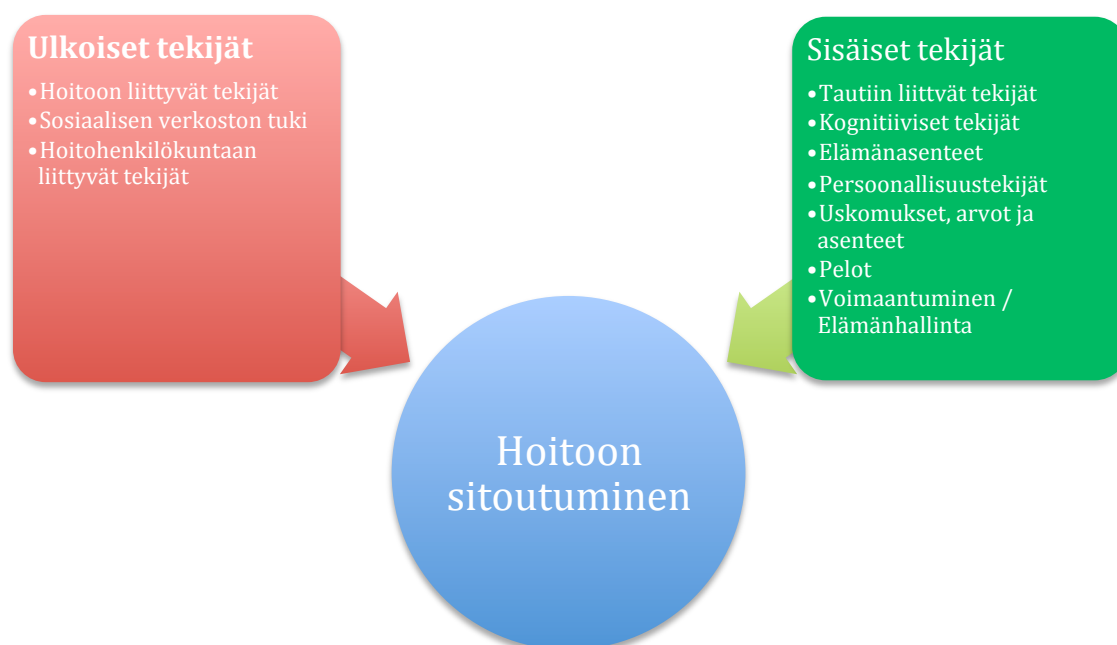 Ulkoiset tekijät
•Hoitoon liittyvät tekijät
•Sosiaalisen verkoston tuki
•Hoitohenkilökuntaan
liittyvät tekijät
Sisäiset tekijät
•Tautiin liittvät tekijät
•Kognitiiviset tekijät
•Elämänasenteet
•Persoonallisuustekijät
•Uskomukset, arvot ja
asenteet
•Pelot
•Voimaantuminen /
Elämänhallinta
Hoitoon
sitoutuminen